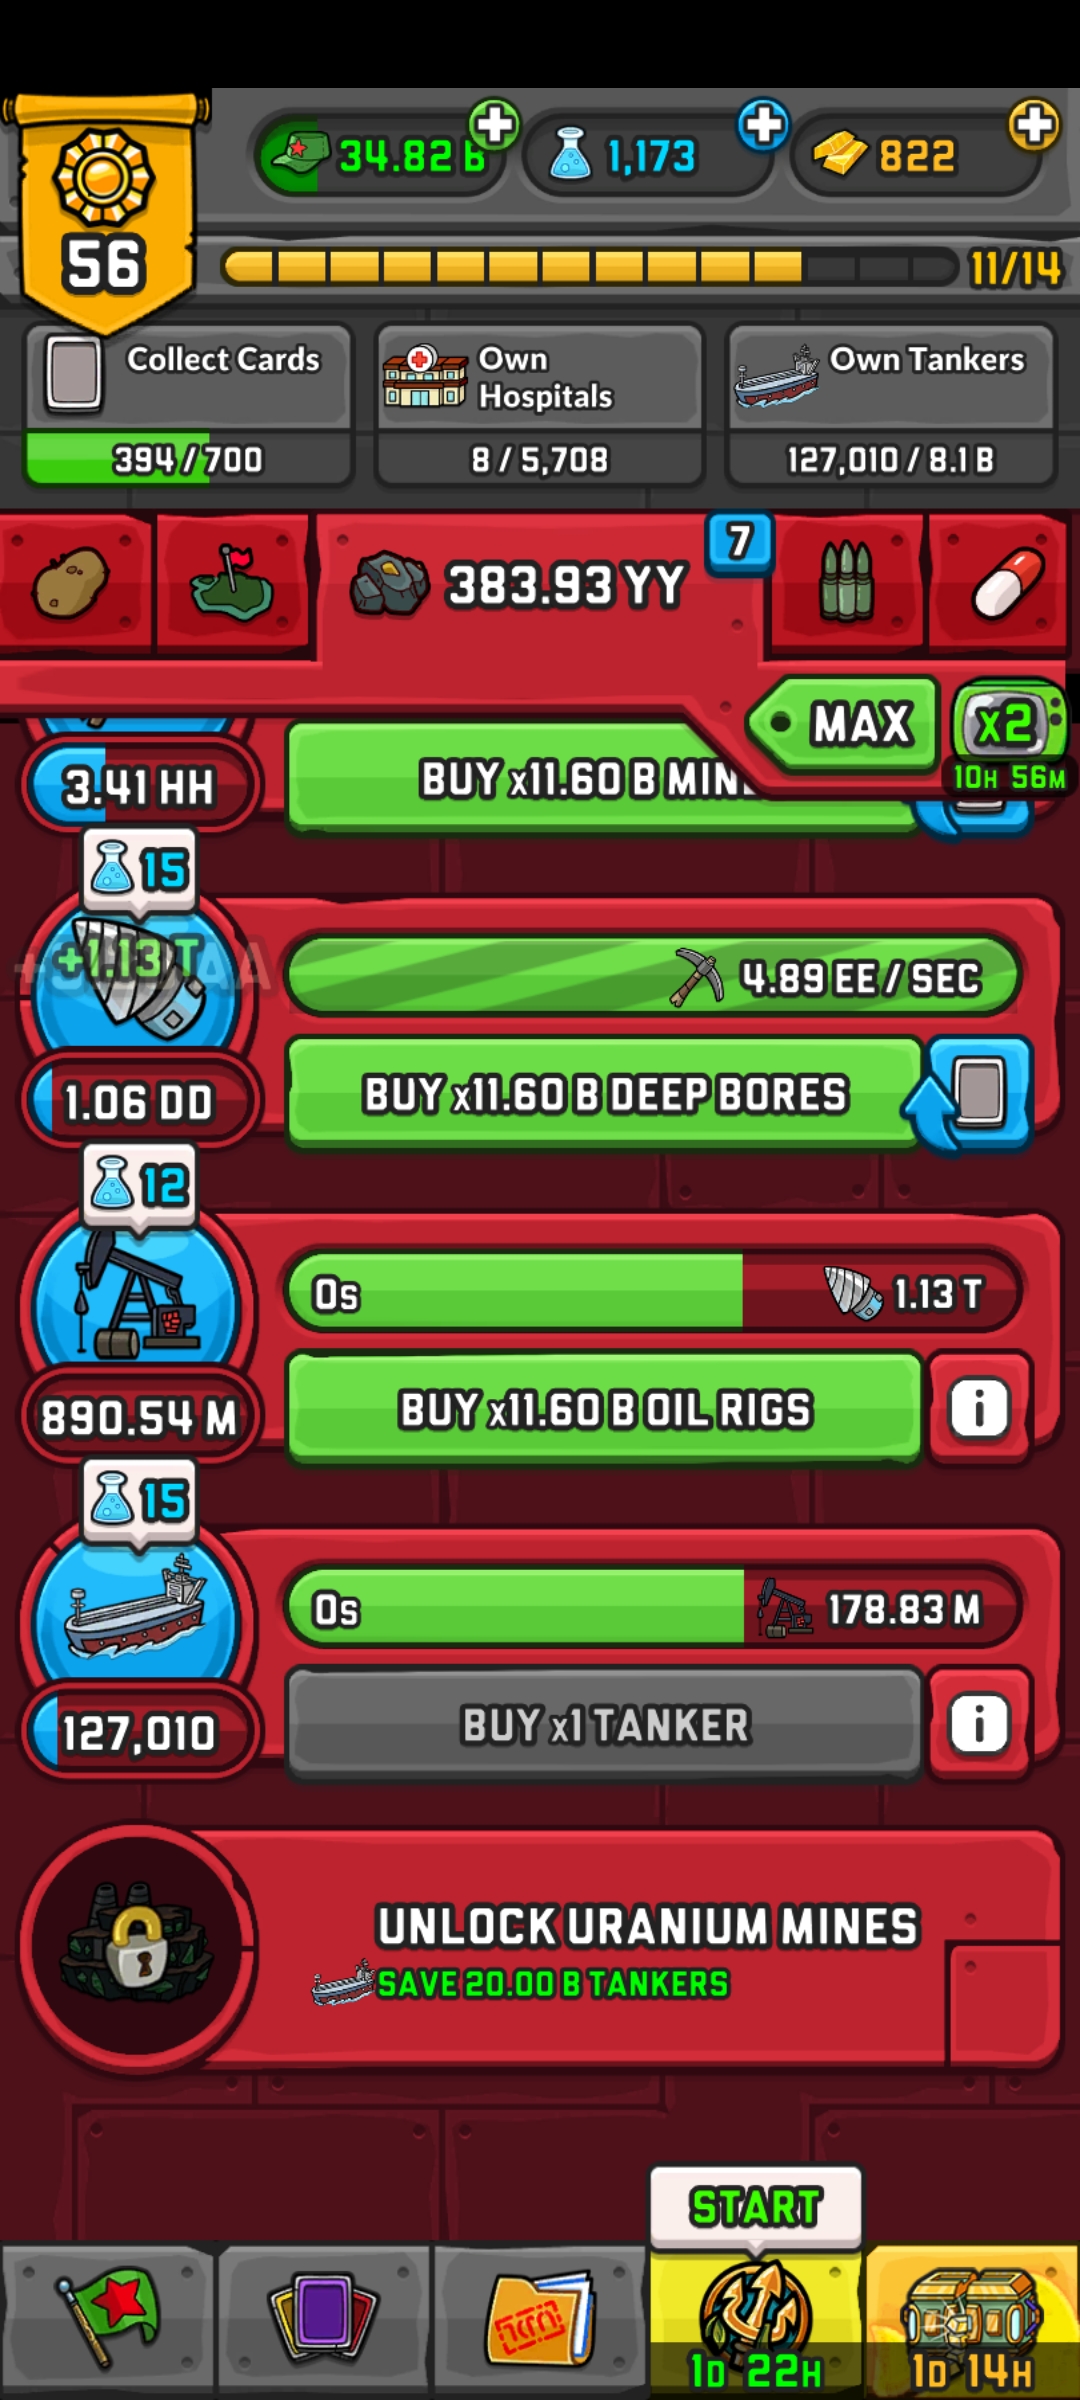 34.82 B
1,173
822
56
11/14
Collect Cards
394/700
Own
Hospitals
8/5,708
Own Tankers
127,010/8.1 B
383.93 YY
7
MAX
x2
10H 56M
3.41 HH
BUY x11.60 B
15
+1.13 T
4.89 EE/SEC
1.06 DD
BUY x11.60 B DEEP BORES
12
0s
1.13 T
890.54 M
BUY x11.60 B OIL RIGS
i
15
0s
178.83 M
127,010
BUY x1 TANKER
i
UNLOCK URANIUM MINES
SAVE 20.00 B TANKERS
START
1D 22H
1D 14H